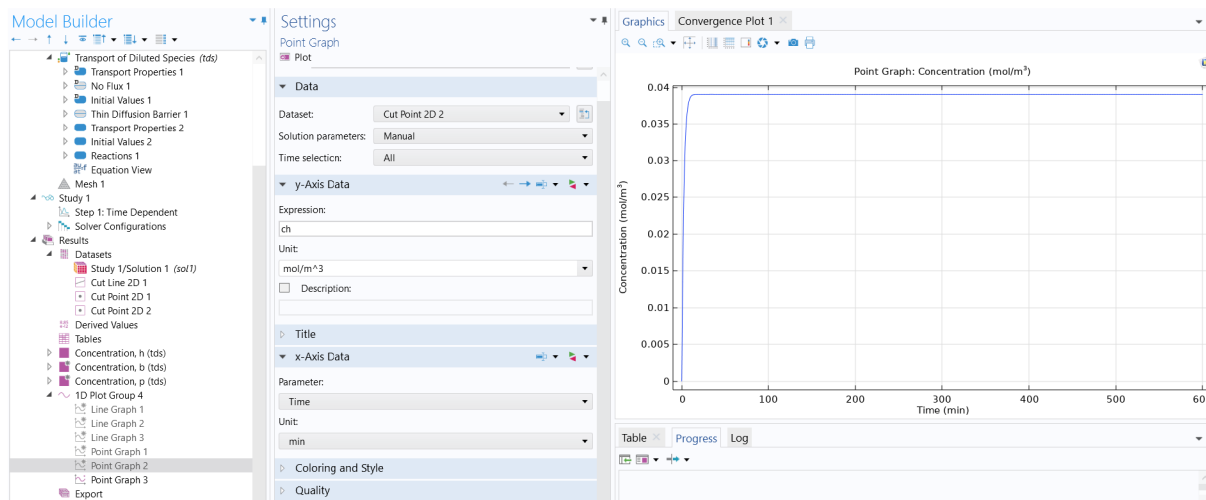 Model Builder
Transport of Diluted Species (tds)
Transport Properties 1
No Flux 1
Initial Values 1
Thin Diffusion Barrier 1
Transport Properties 2
Initial Values 2
Reactions 1
Equation View
Mesh 1
Study 1
Step 1: Time Dependent
Solver Configurations
Results
Datasets
Study 1/Solution 1 (sol1)
Cut Line 2D 1
Cut Point 2D 1
Cut Point 2D 2
Derived Values
Tables
Concentration, h (tds)
Concentration, b (tds)
Concentration, p (tds)
1D Plot Group 4
Line Graph 1
Line Graph 2
Line Graph 3
Point Graph 1
Point Graph 2
Point Graph 3
Export
Settings
Point Graph
Plot
Data
Dataset: Cut Point 2D 2
Solution parameters: Manual
Time selection: All
y-Axis Data
Expression:
ch
Unit:
mol/m^3
Description:
Title
x-Axis Data
Parameter:
Time
Unit:
min
Coloring and Style
Quality
Graphics Convergence Plot 1
Point Graph: Concentration (mol/m³)
0.04
0.035
0.03
0.025
0.02
0.015
0.01
0.005
0
Concentration (mol/m³)
0 100 200 300 400 500 60
Time (min)
Table Progress Log